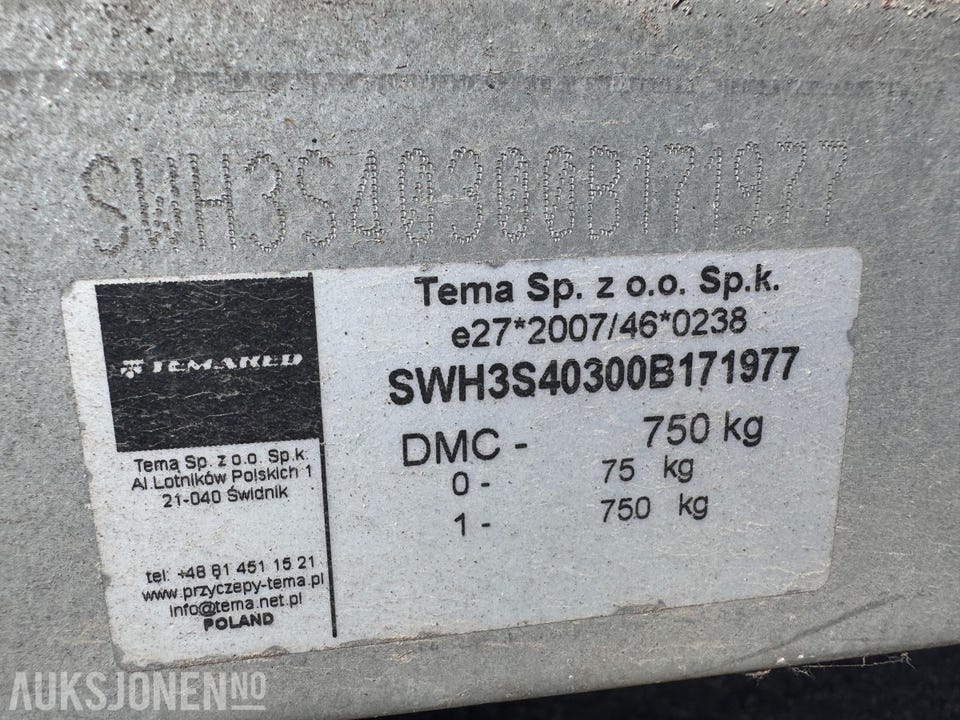 SWH3S40300B171977
TEMARED
Tema Sp. z o.o. Sp.k.
Al.Lotników Polskich 1
21-040 Świdnik
tel: +48 81 451 15 21
www.przyczepy-tema.pl
info@tema.net.pl
POLAND
Tema Sp. z o.o. Sp.k.
e27*2007/46*0238
SWH3S40300B171977
DMC - 750 kg
0 - 75 kg
1 - 750 kg
AUKSJONEN NO